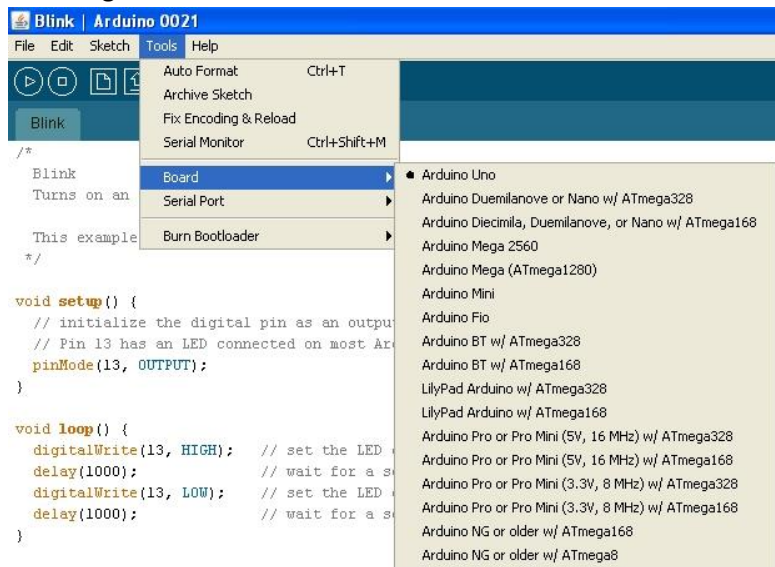 Blink | Arduino 0021
File Edit Sketch Tools Help
Auto Format Ctrl+T
Archive Sketch
Fix Encoding & Reload
Serial Monitor Ctrl+Shift+M
Board
Serial Port
Burn Bootloader
Arduino Uno
Arduino Duemilanove or Nano w/ ATmega328
Arduino Diecimila, Duemilanove, or Nano w/ ATmega168
Arduino Mega 2560
Arduino Mega (ATmega1280)
Arduino Mini
Arduino Fio
Arduino BT w/ ATmega328
Arduino BT w/ ATmega168
LilyPad Arduino w/ ATmega328
LilyPad Arduino w/ ATmega168
Arduino Pro or Pro Mini (5V, 16 MHz) w/ ATmega328
Arduino Pro or Pro Mini (5V, 16 MHz) w/ ATmega168
Arduino Pro or Pro Mini (3.3V, 8 MHz) w/ ATmega328
Arduino Pro or Pro Mini (3.3V, 8 MHz) w/ ATmega168
Arduino NG or older w/ ATmega168
Arduino NG or older w/ ATmega8
Blink
/*
Blink
Turns on an
This example
*/
void setup() {
// initialize the digital pin as an outpu
// Pin 13 has an LED connected on most Ar
pinMode(13, OUTPUT);
}
void loop() {
digitalWrite(13, HIGH); // set the LED
delay(1000); // wait for a s
digitalWrite(13, LOW); // set the LED
delay(1000); // wait for a s
}